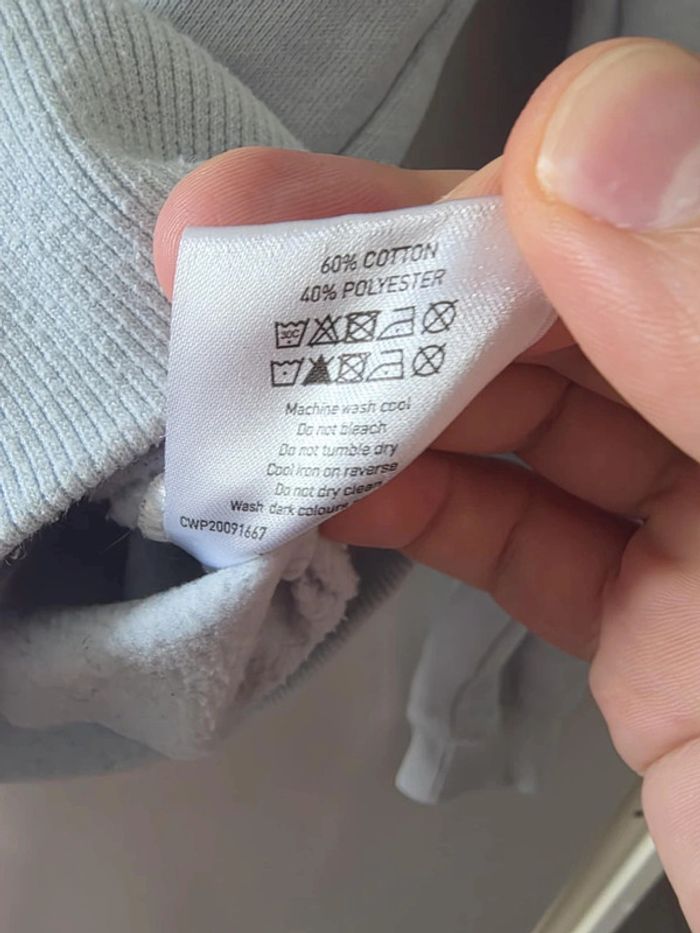 60% COTTON
40% POLYESTER
30C
Machine wash cool
Do not bleach
Do not tumble dry
Cool iron on reverse
Do not dry clean
Wash dark colours
CWP20091667